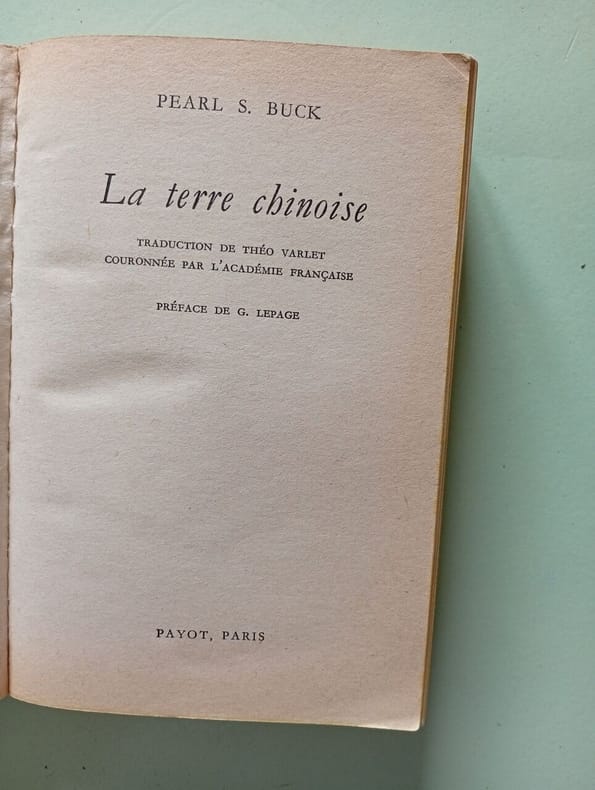 PEARL S. BUCK
La terre chinoise
TRADUCTION DE THÉO VARLET
COURONNÉE PAR L'ACADÉMIE FRANÇAISE
PRÉFACE DE G. LEPAGE
PAYOT, PARIS